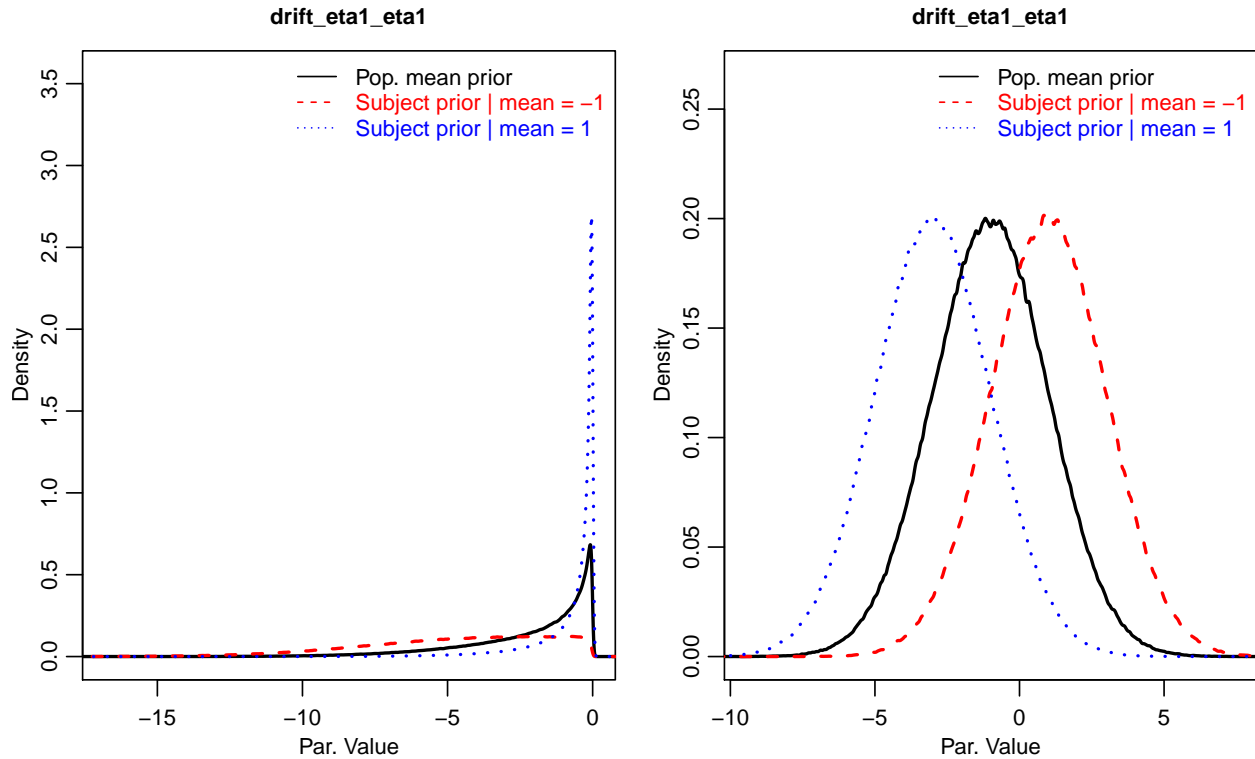 drift_eta1_eta1
Pop. mean prior
Subject prior | mean = −1
Subject prior | mean = 1
Density
3.5
3.0
2.5
2.0
1.5
1.0
0.5
0.0
−15
−10
−5
0
Par. Value
drift_eta1_eta1
Pop. mean prior
Subject prior | mean = −1
Subject prior | mean = 1
Density
0.25
0.20
0.15
0.10
0.05
0.00
−10
−5
0
5
Par. Value